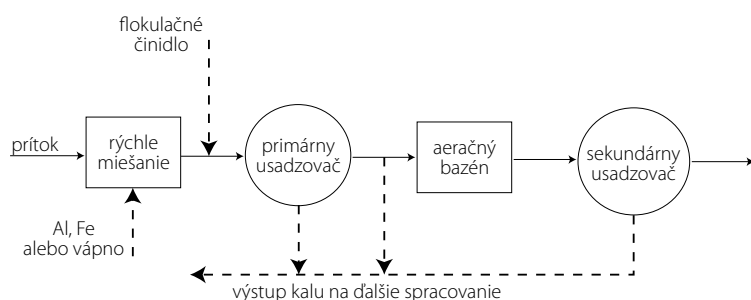 flokulačné
činidlo
prítok
rýchle
miešanie
primárny
usadzovač
aeračný
bazén
sekundárny
usadzovač
Al, Fe
alebo vápno
výstup kalu na ďalšie spracovanie